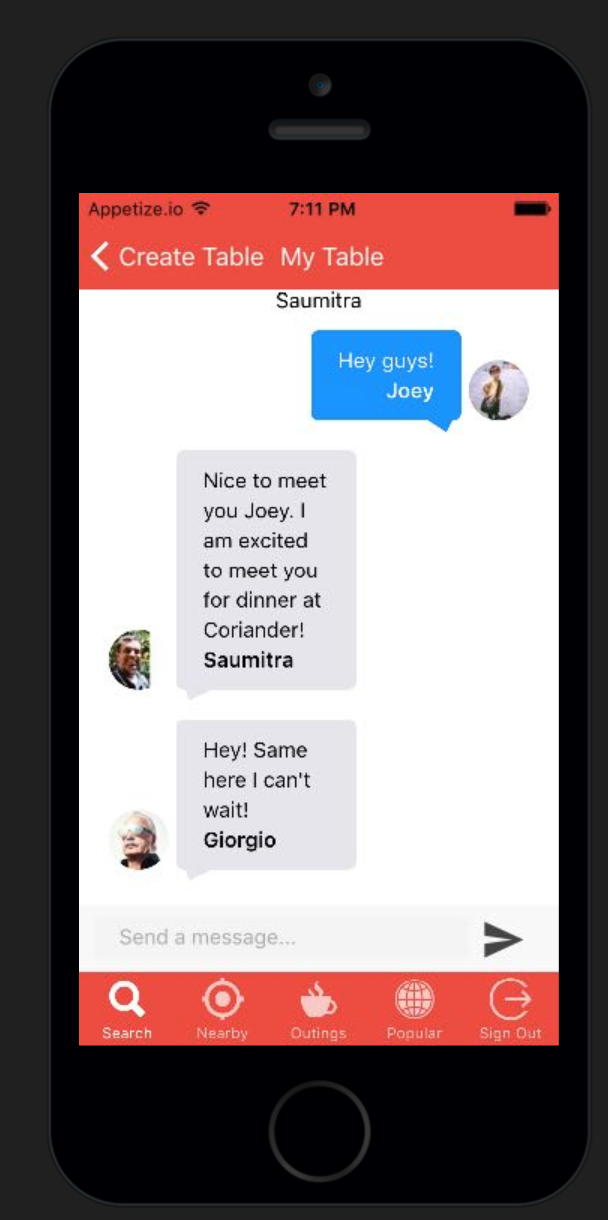 Appetize.io 7:11 PM
Create Table My Table
Saumitra
Hey guys!
Joey
Nice to meet
you Joey. I
am excited
to meet you
for dinner at
Coriander!
Saumitra
Hey! Same
here I can't
wait!
Giorgio
Send a message...
Search Nearby Outings Popular Sign Out